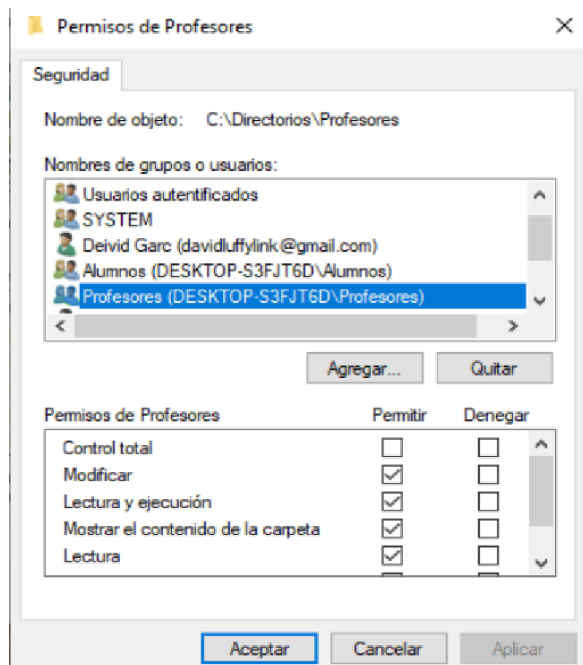 Permisos de Profesores
Seguridad
Nombre de objeto: C:\Directorios\Profesores
Nombres de grupos o usuarios:
Usuarios autentificados
SYSTEM
Deivid Garc (davidluffylink@gmail.com)
Alumnos (DESKTOP-S3FJT6D\Alumnos)
Profesores (DESKTOP-S3FJT6D\Profesores)
Agregar... Quitar
Permisos de Profesores Permitir Denegar
Control total
Modificar
Lectura y ejecución
Mostrar el contenido de la carpeta
Lectura
Aceptar Cancelar Aplicar